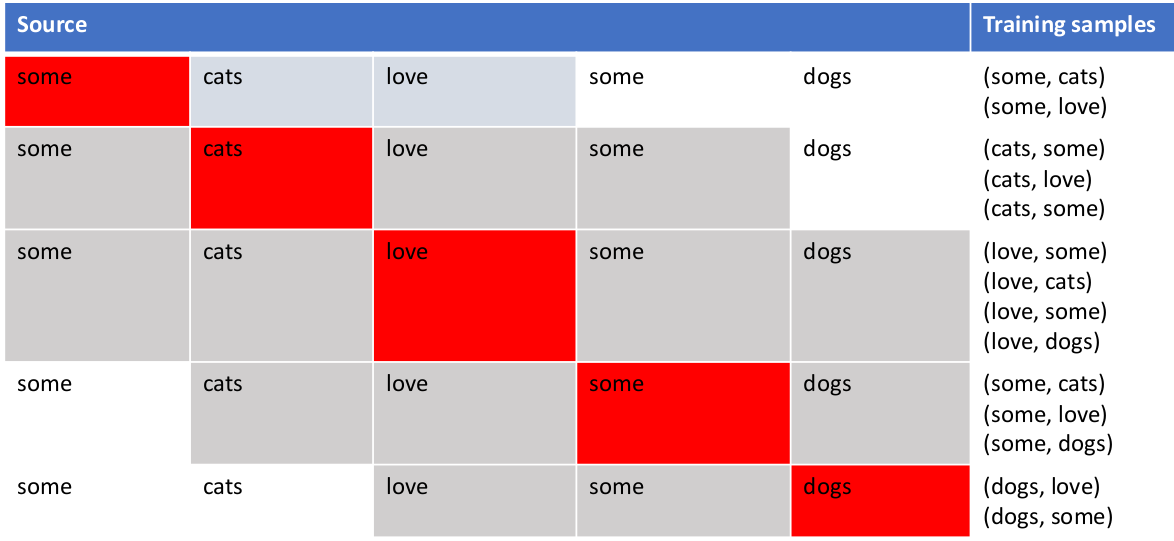 Source Training samples
some cats love some dogs (some, cats)
(some, love)
some cats love some dogs (cats, some)
(cats, love)
(cats, some)
some cats love some dogs (love, some)
(love, cats)
(love, some)
(love, dogs)
some cats love some dogs (some, cats)
(some, love)
(some, dogs)
some cats love some dogs (dogs, love)
(dogs, some)